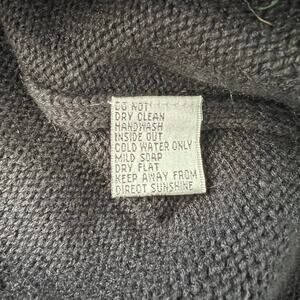 DO NOT
DRY CLEAN
HANDWASH
INSIDE OUT
COLD WATER ONLY
MILD SOAP
DRY FLAT
KEEP AWAY FROM
DIRECT SUNSHINE